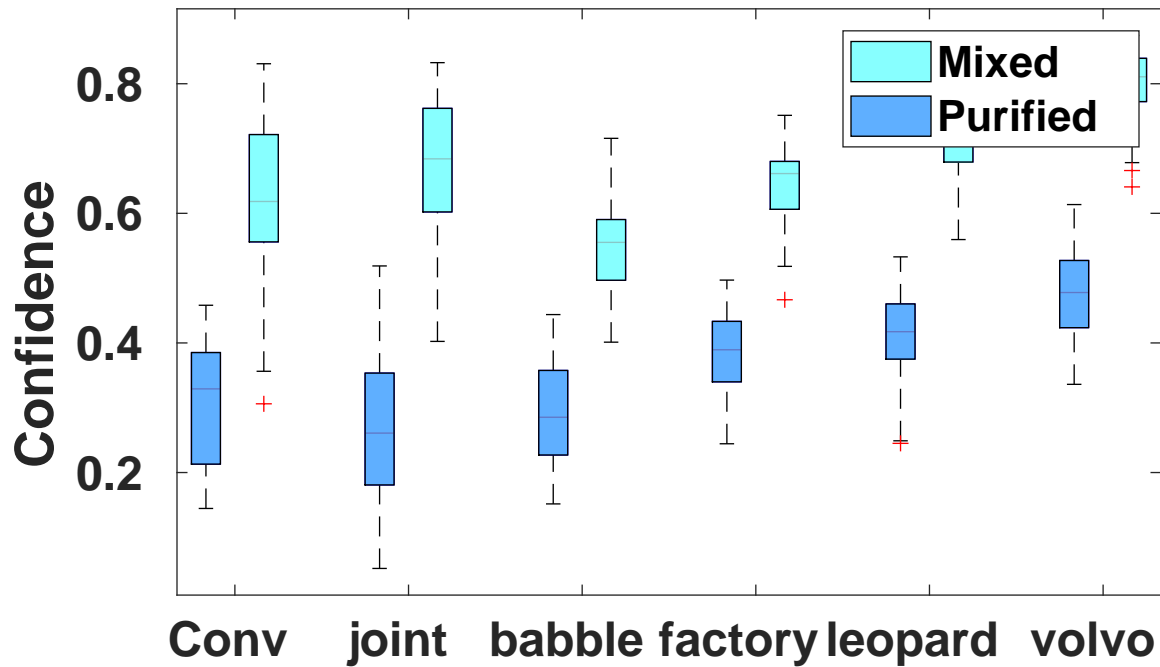 Mixed
Purified
Confidence
0.8
0.6
0.4
0.2
Conv joint babble factory leopard volvo